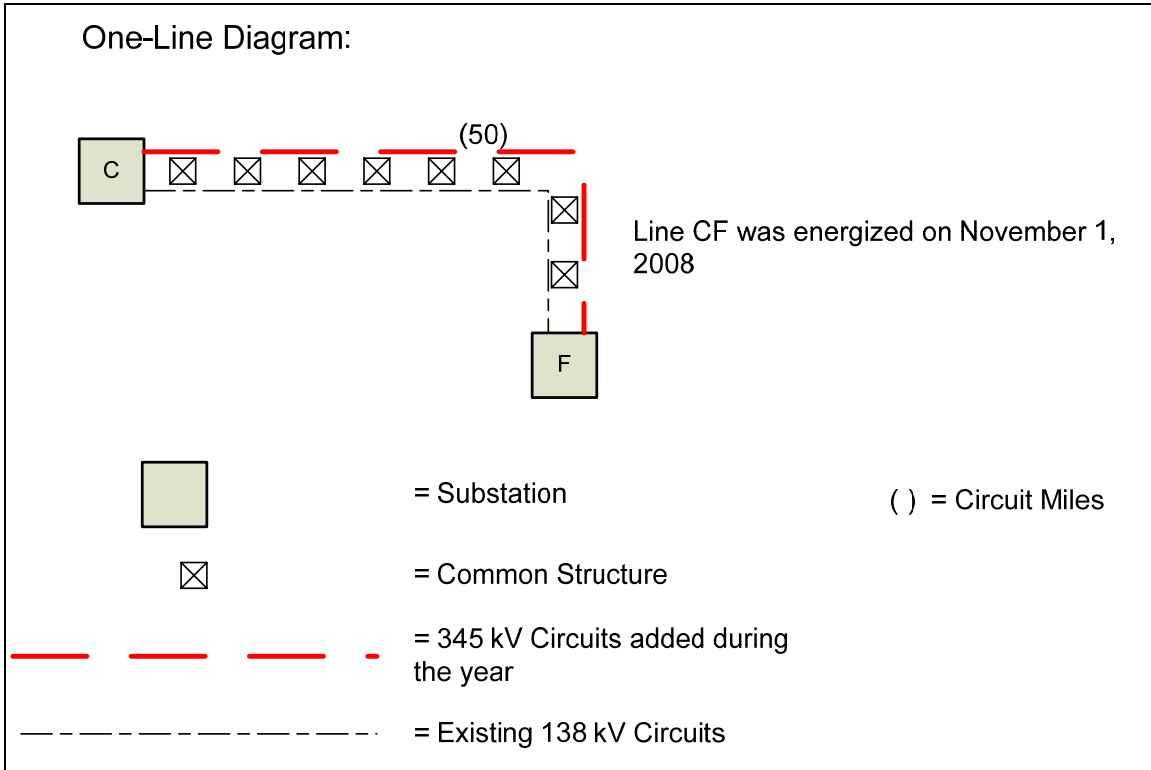 One-Line Diagram:
(50)
C
Line CF was energized on November 1,
2008
F
= Substation
( ) = Circuit Miles
= Common Structure
= 345 kV Circuits added during
the year
= Existing 138 kV Circuits